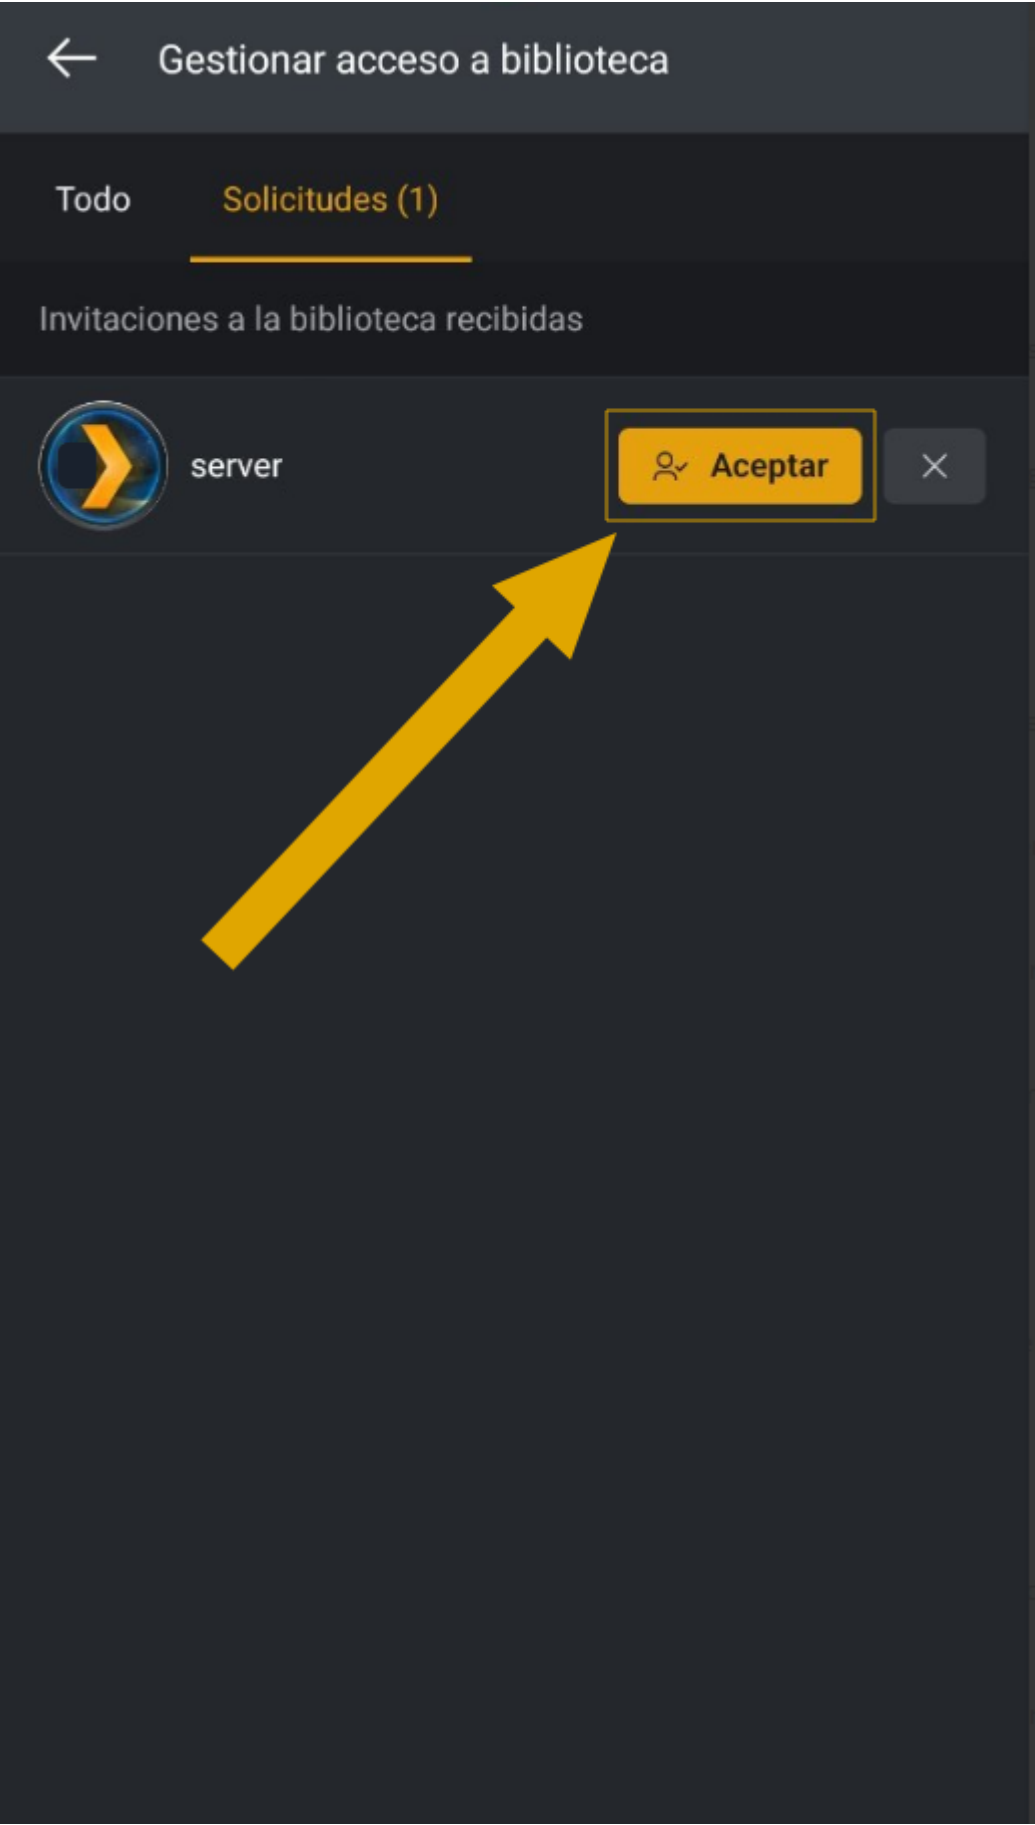 Gestionar acceso a biblioteca
Todo Solicitudes (1)
Invitaciones a la biblioteca recibidas
server Aceptar